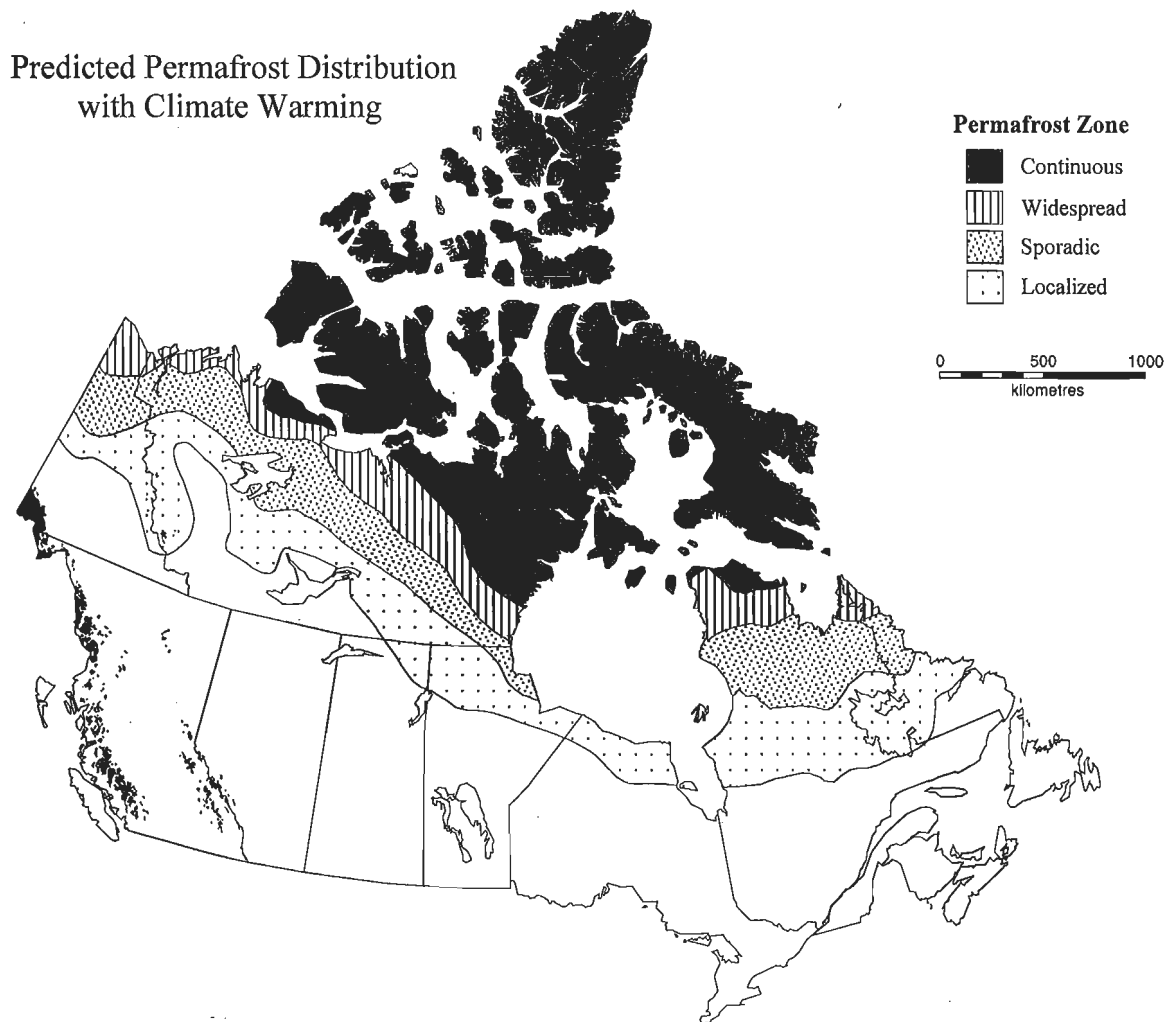 Predicted Permafrost Distribution
with Climate Warming
Permafrost Zone
Continuous
Widespread
Sporadic
Localized
0 500 1000
kilometres